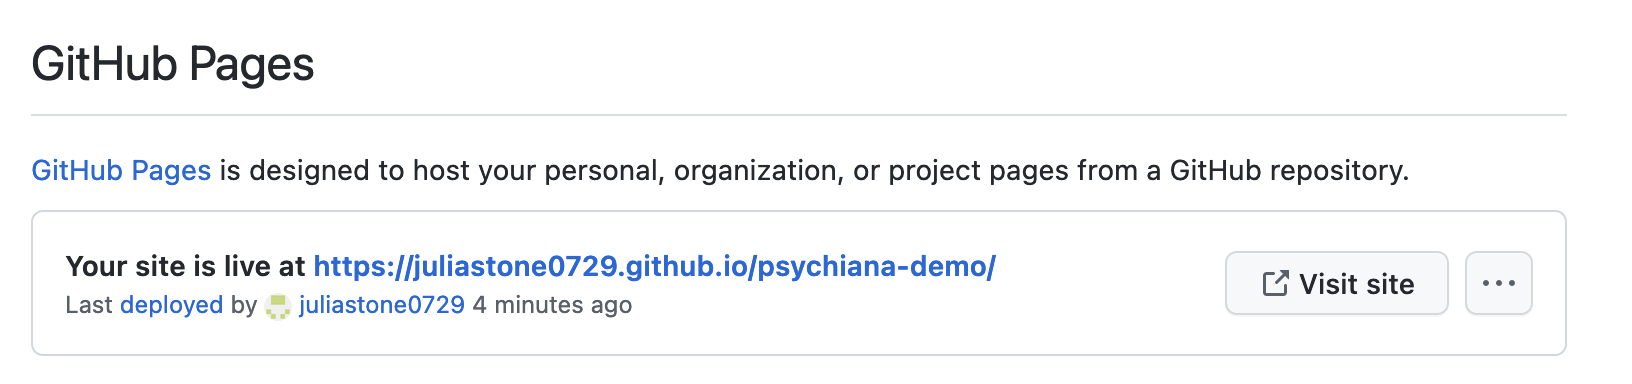 GitHub Pages
GitHub Pages is designed to host your personal, organization, or project pages from a GitHub repository.
Your site is live at https://juliastone0729.github.io/psychiana-demo/
Last deployed by juliastone0729 4 minutes ago
Visit site